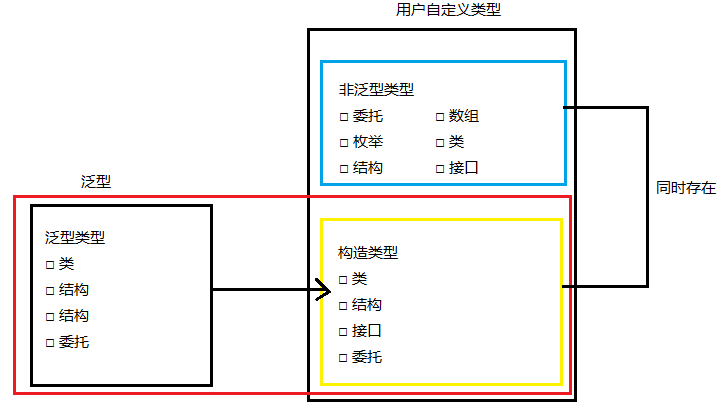 用户自定义类型
非泛型类型
□ 委托 □ 数组
□ 枚举 □ 类
□ 结构 □ 接口
同时存在
泛型
泛型类型
□ 类
□ 结构
□ 结构
□ 委托
构造类型
□ 类
□ 结构
□ 接口
□ 委托